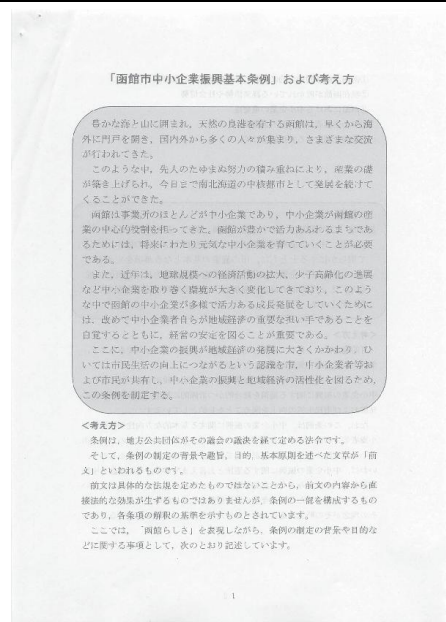 「函館市中小企業振興基本条例」および考え方
豊かな海と山に囲まれ、天然の良港を有する函館は、早くから海
外に門戸を開き、国内外から多くの人々が集まり、さまざまな交流
が行われてきた。
このような中、先人のたゆまぬ努力の積み重ねにより、産業の礎
が築き上げられ、今日まで南北海道の中核都市として発展を続けて
くることができた。
函館は事業所のほとんどが中小企業であり、中小企業が函館の産
業の中心的役割を担ってきた。函館が豊かで活力あふれるまちであ
るためには、将来にわたり元気な中小企業を育てていくことが必要
である。
また、近年は、地球規模への経済活動の拡大、少子高齢化の進展
など中小企業を取り巻く環境が大きく変化してきており、このよう
な中で函館の中小企業が多様で活力ある成長発展をしていくために
は、改めて中小企業者自らが地域経済の重要な担い手であることを
自覚するとともに、経営の安定を図ることが重要である。
ここに、中小企業の振興が地域経済の発展に大きくかかわり、ひ
いては市民生活の向上につながるという認識を市、中小企業者等お
よび市民が共有し、中小企業の振興と地域経済の活性化を図るため、
この条例を制定する。
＜考え方＞
条例は、地方公共団体がその議会の議決を経て定める法令です。
そして、条例の制定の背景や趣旨、目的、基本原則を述べた文章が「前
文」といわれるものです。
前文は具体的な法規を定めたものではないことから、前文の内容から直
接法的な効果が生ずるものではありませんが、条例の一部を構成するもの
であり、各条項の解釈の基準を示すものとされています。
ここでは、「函館らしさ」を表現しながら、条例の制定の背景や目的な
どに関する事項として、次のとおり記述しています。
1